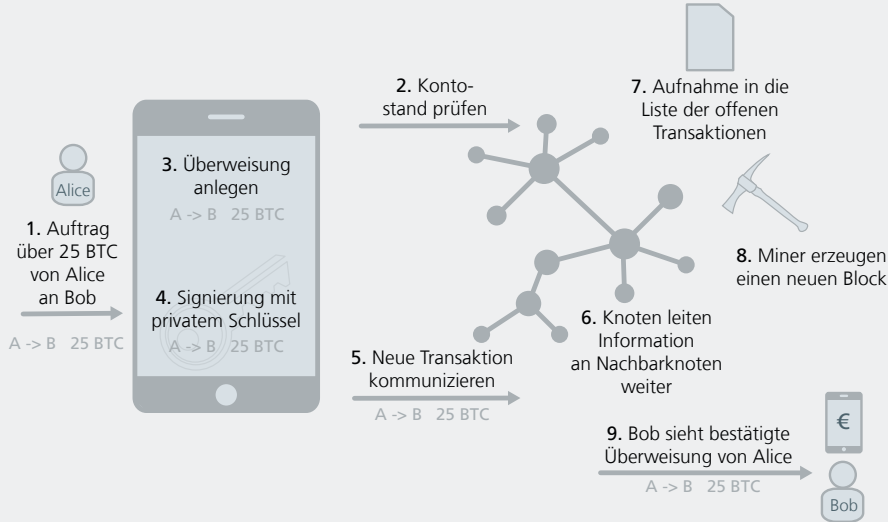 Alice
1. Auftrag
über 25 BTC
von Alice
an Bob
A -> B 25 BTC
2. Konto-
stand prüfen
3. Überweisung
anlegen
A -> B 25 BTC
4. Signierung mit
privatem Schlüssel
A -> B 25 BTC
5. Neue Transaktion
kommunizieren
A -> B 25 BTC
6. Knoten leiten
Information
an Nachbarknoten
weiter
7. Aufnahme in die
Liste der offenen
Transaktionen
8. Miner erzeugen
einen neuen Block
9. Bob sieht bestätigte
Überweisung von Alice
A -> B 25 BTC
€
Bob